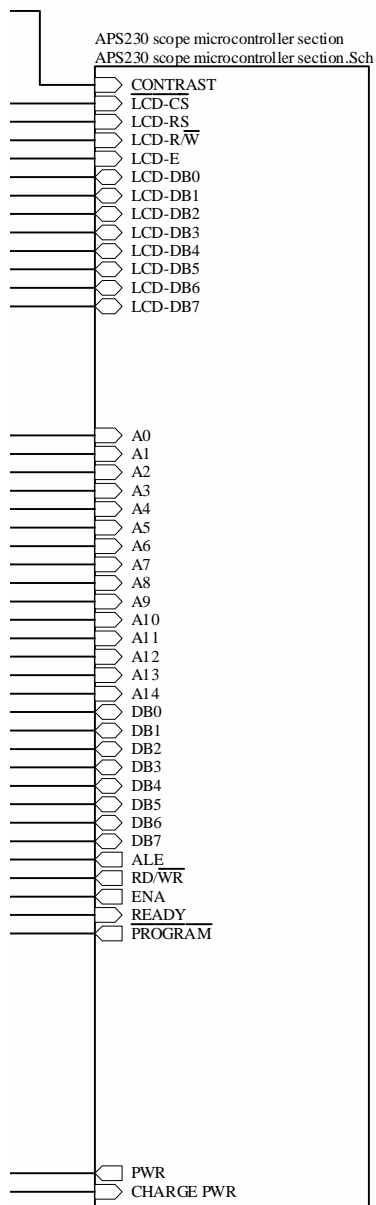 APS230 scope microcontroller section
APS230 scope microcontroller section.Sch
CONTRAST
LCD-CS
LCD-RS
LCD-R/W
LCD-E
LCD-DB0
LCD-DB1
LCD-DB2
LCD-DB3
LCD-DB4
LCD-DB5
LCD-DB6
LCD-DB7
A0
A1
A2
A3
A4
A5
A6
A7
A8
A9
A10
A11
A12
A13
A14
DB0
DB1
DB2
DB3
DB4
DB5
DB6
DB7
ALE
RD/WR
ENA
READY
PROGRAM
PWR
CHARGE PWR